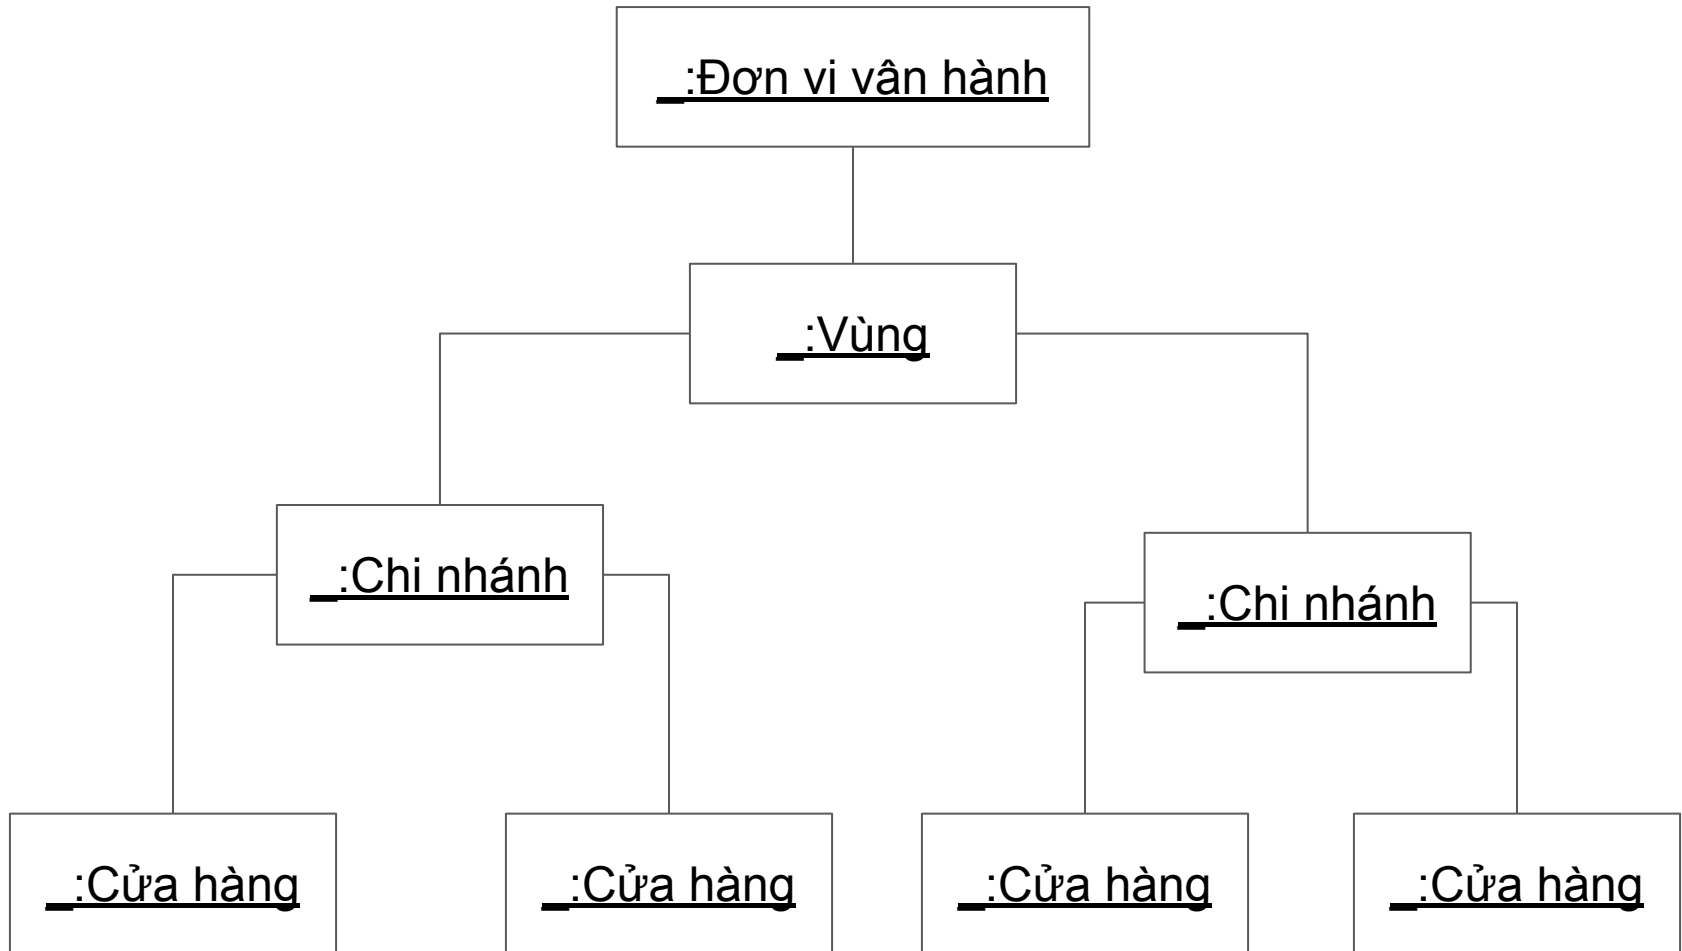 _:Đơn vi vân hành
_:Vùng
_:Chi nhánh
_:Chi nhánh
_:Cửa hàng
_:Cửa hàng
_:Cửa hàng
_:Cửa hàng